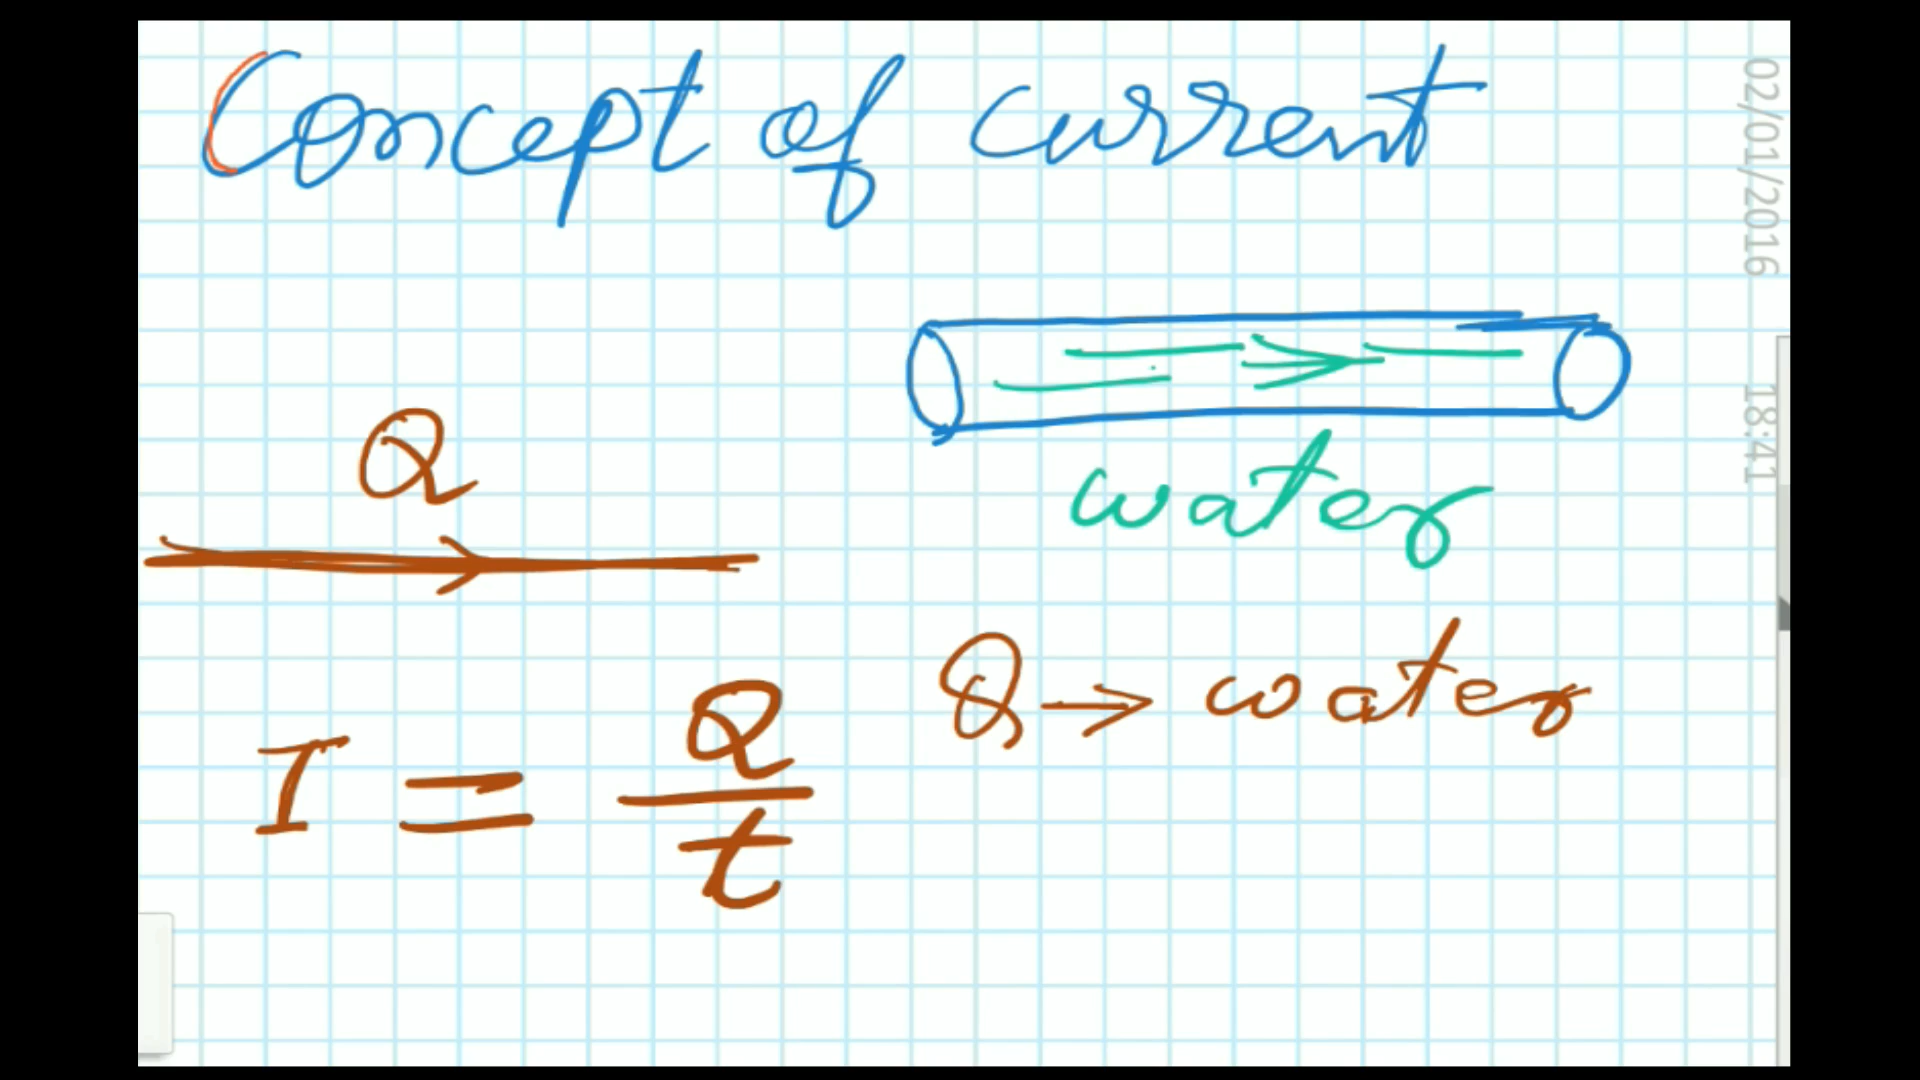 Concept of current
02/01/2016 18:41
Q
water
Q → water
I = Q/t